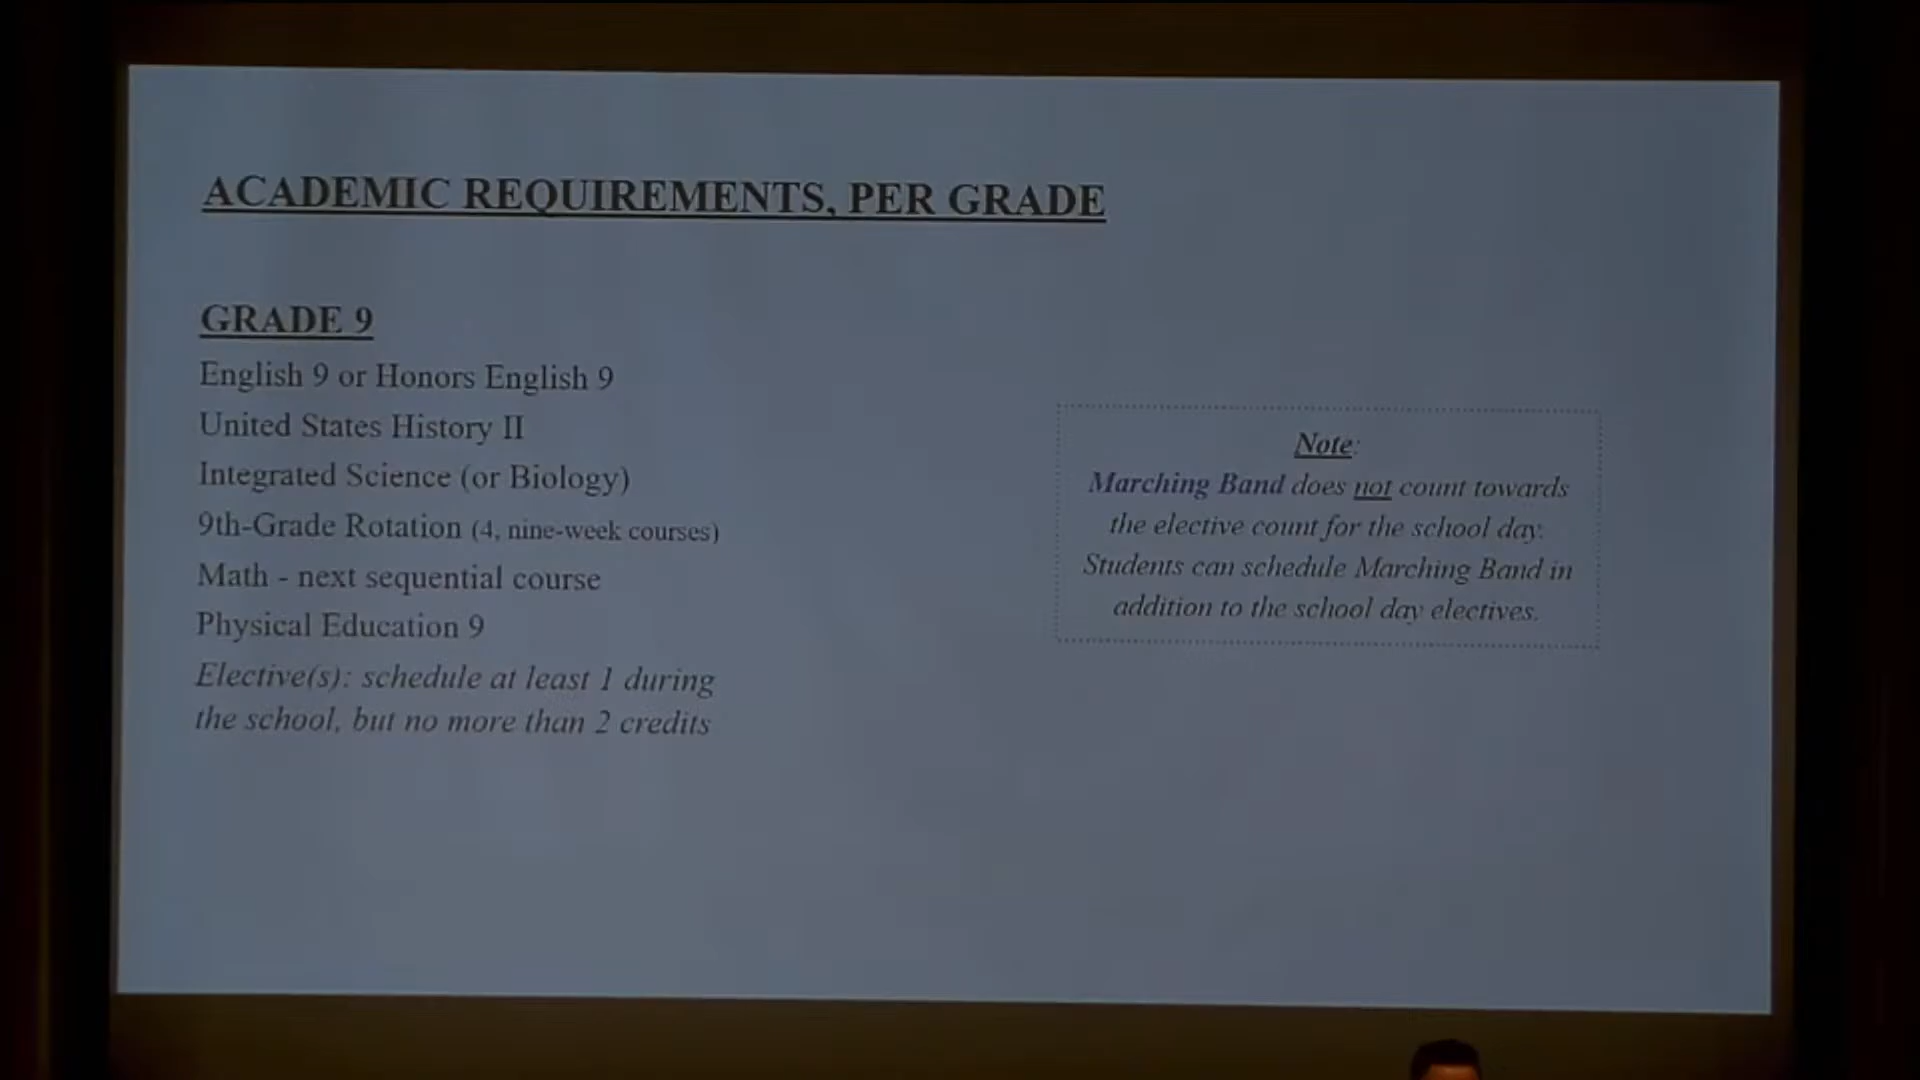 ACADEMIC REQUIREMENTS, PER GRADE
GRADE 9
English 9 or Honors English 9
United States History II
Integrated Science (or Biology)
9th-Grade Rotation (4, nine-week courses)
Math - next sequential course
Physical Education 9
Elective(s): schedule at least 1 during
the school, but no more than 2 credits
Note:
Marching Band does not count towards
the elective count for the school day.
Students can schedule Marching Band in
addition to the school day electives.